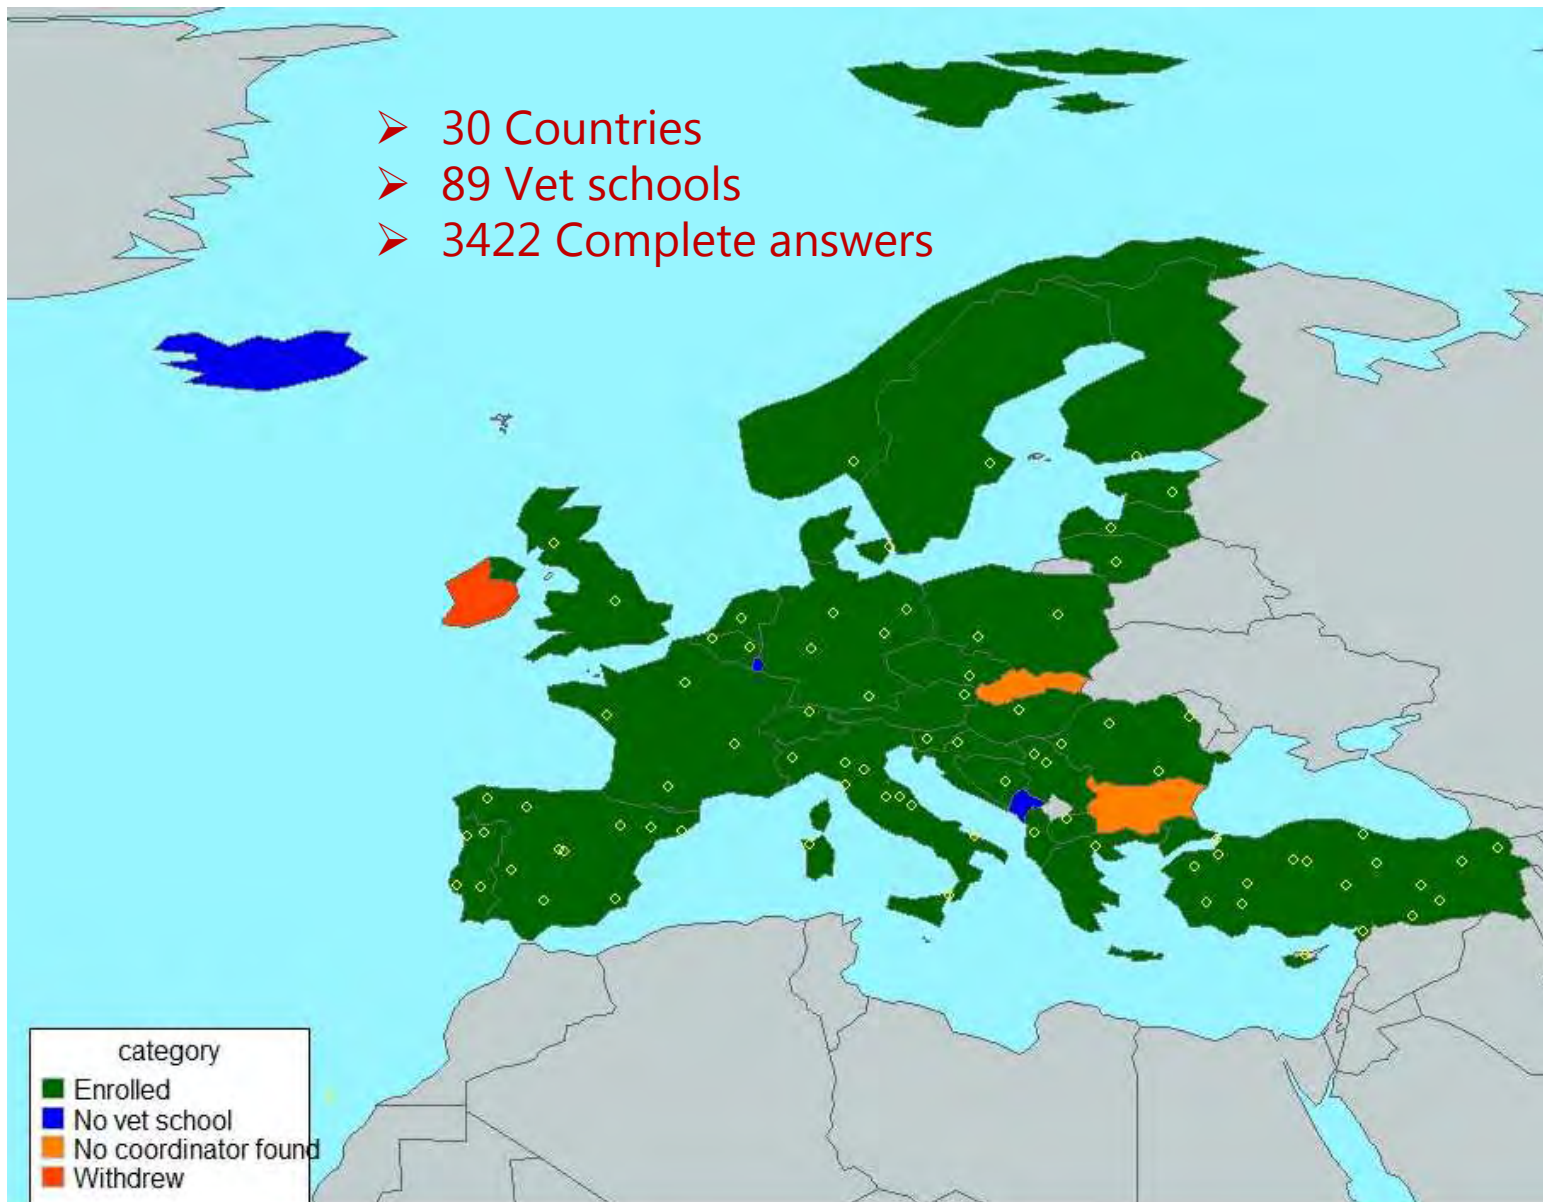 ➢ 30 Countries
➢ 89 Vet schools
➢ 3422 Complete answers
category
Enrolled
No vet school
No coordinator found
Withdrew